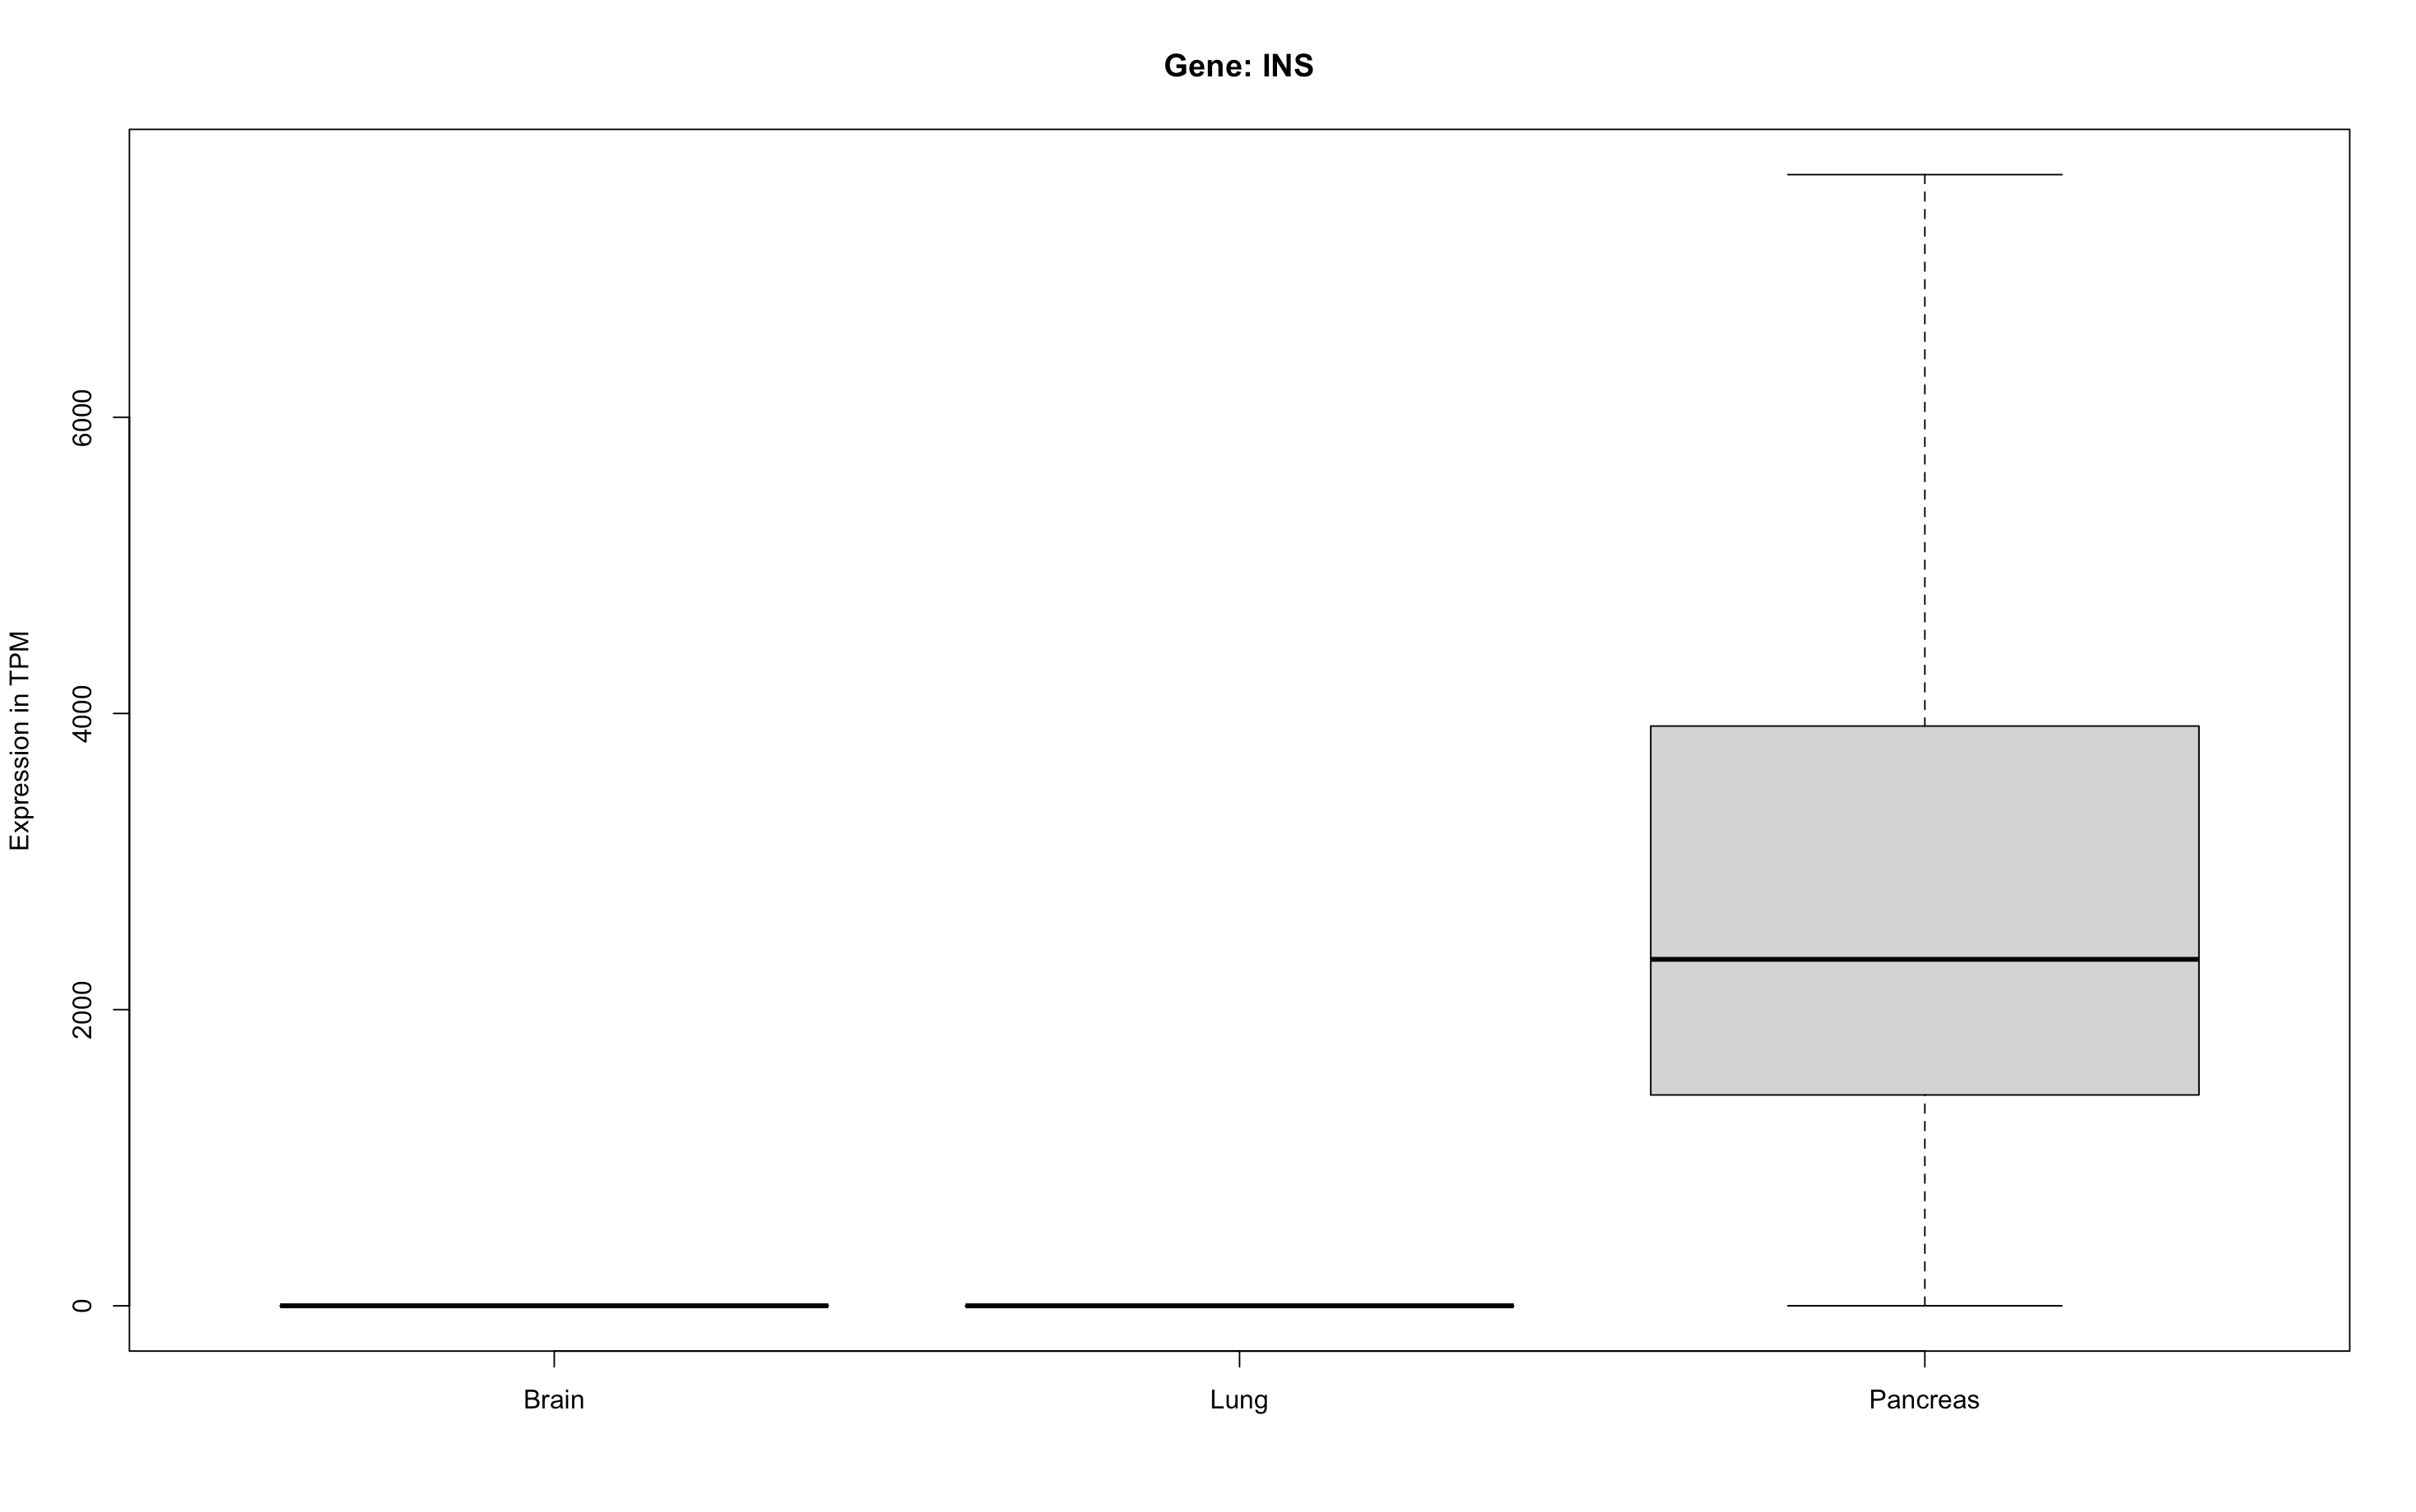 Gene: INS
Expression in TPM
6000
4000
2000
0
Brain
Lung
Pancreas